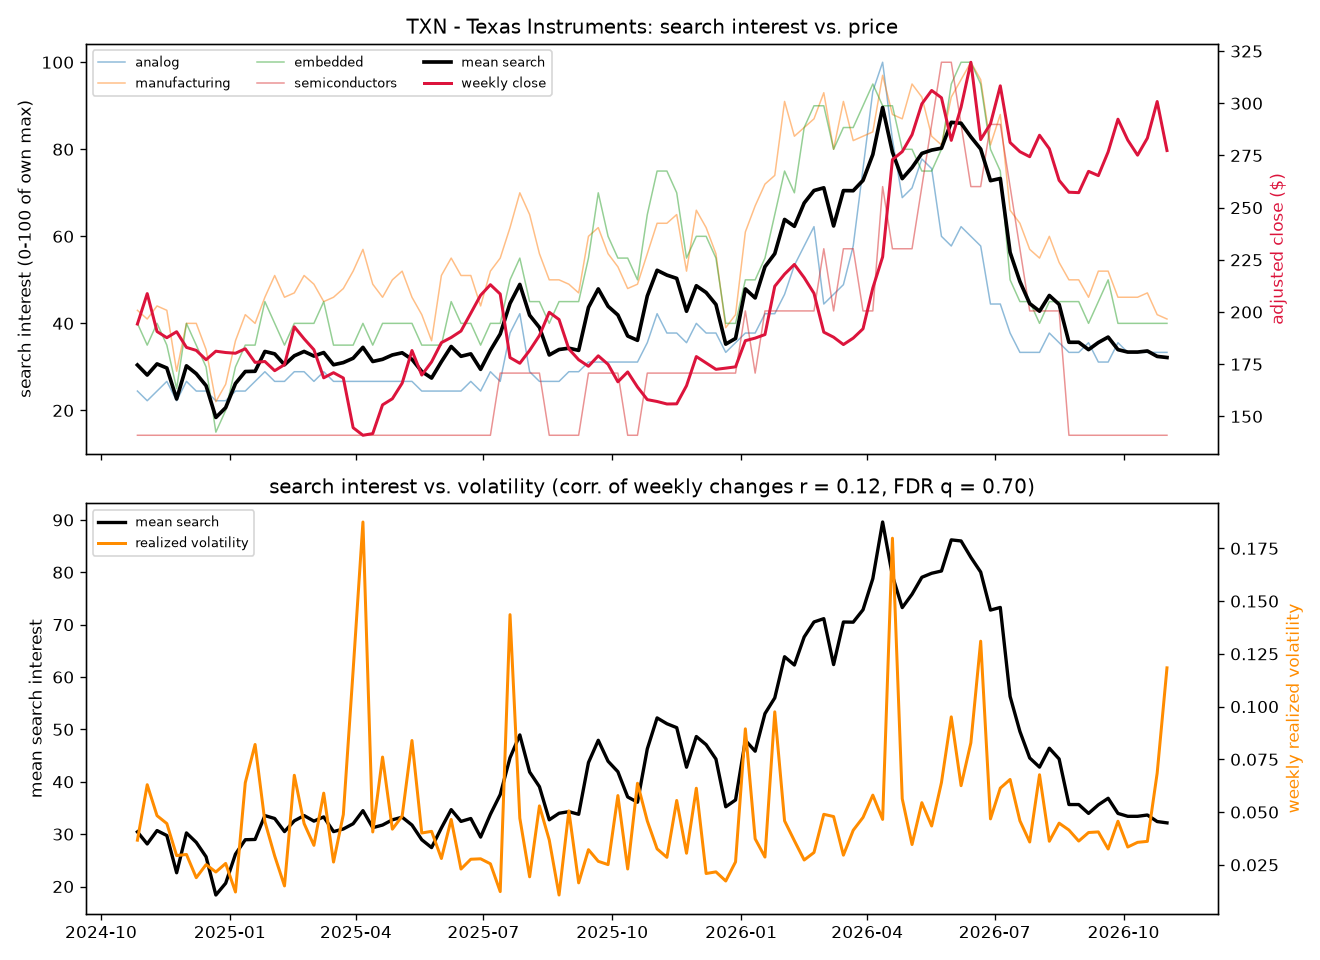 TXN - Texas Instruments: search interest vs. price
analog
manufacturing
embedded
semiconductors
mean search
weekly close
search interest (0-100 of own max)
100
80
60
40
20
325
300
275
250
225
200
175
150
adjusted close ($)
search interest vs. volatility (corr. of weekly changes r = 0.12, FDR q = 0.70)
mean search
realized volatility
mean search interest
90
80
70
60
50
40
30
20
0.175
0.150
0.125
0.100
0.075
0.050
0.025
weekly realized volatility
2024-10
2025-01
2025-04
2025-07
2025-10
2026-01
2026-04
2026-07
2026-10